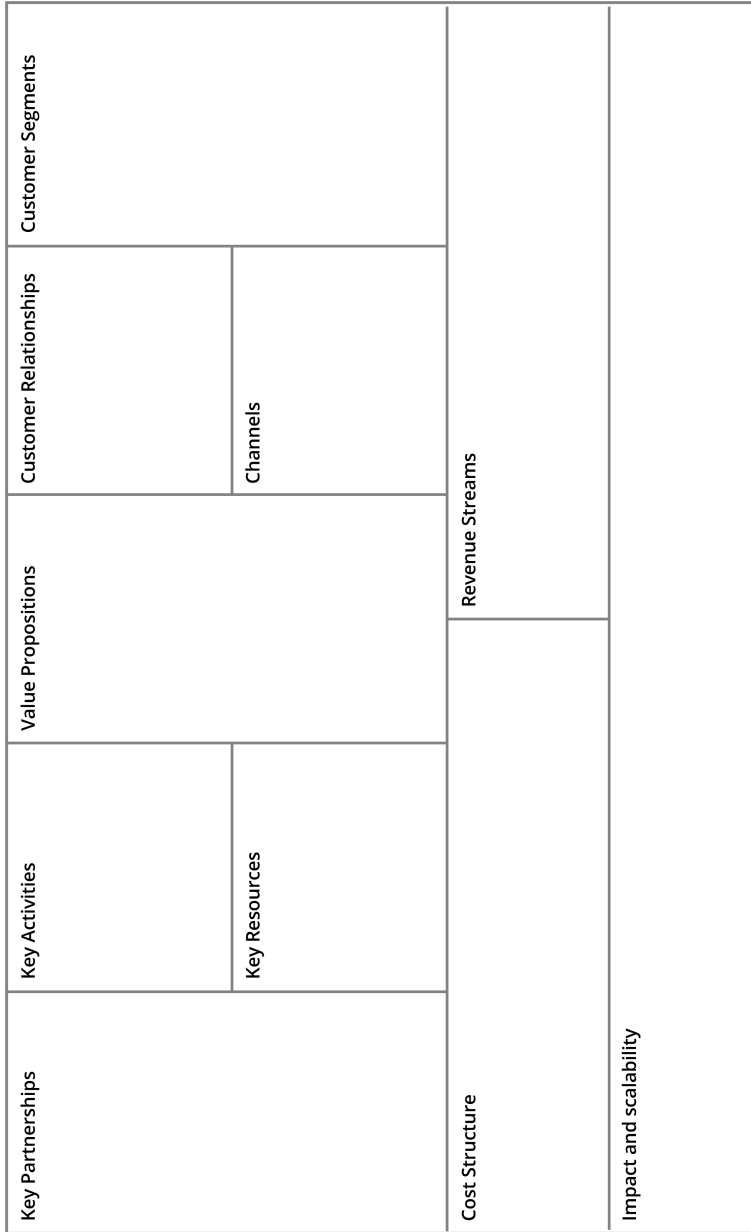 Key Partnerships
Key Activities
Key Resources
Value Propositions
Customer Relationships
Channels
Customer Segments
Cost Structure
Revenue Streams
Impact and scalability